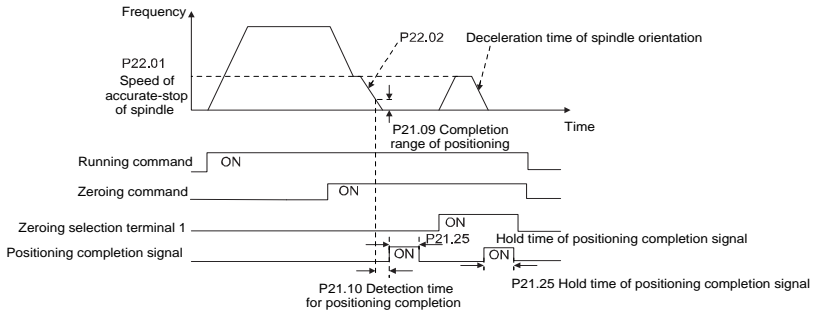 Frequency
P22.02
Deceleration time of spindle orientation
P22.01
Speed of
accurate-stop
of spindle
Time
P21.09 Completion
range of positioning
Running command
ON
Zeroing command
ON
Zeroing selection terminal 1
ON
P21.25
Hold time of positioning completion signal
Positioning completion signal
ON
ON
P21.10 Detection time
for positioning completion
P21.25 Hold time of positioning completion signal